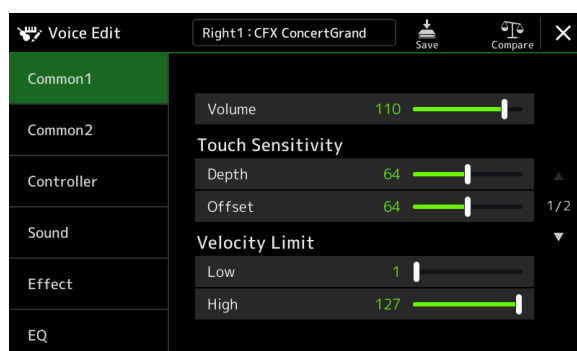 Voice Edit
Right1 : CFX ConcertGrand
Save
Compare
Common1
Common2
Controller
Sound
Effect
EQ
Volume 110
Touch Sensitivity
Depth 64
Offset 64
Velocity Limit
Low 1
High 127
1/2